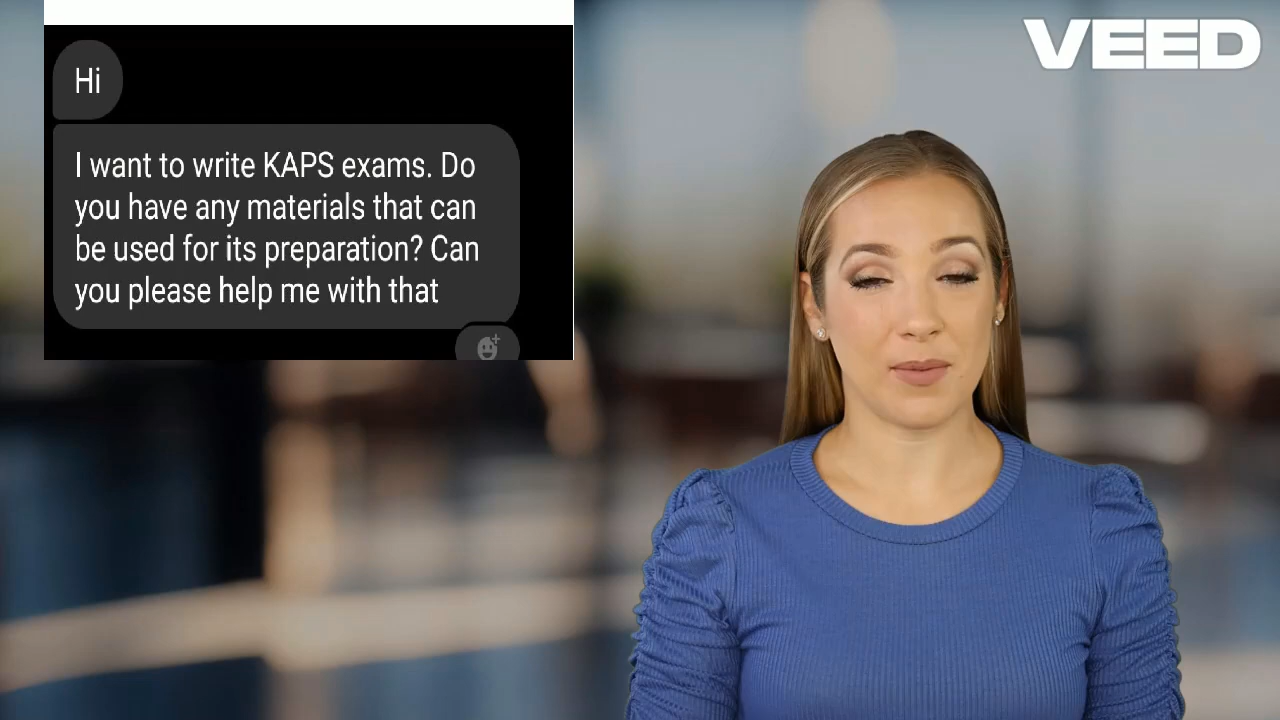 VEED
Hi
I want to write KAPS exams. Do
you have any materials that can
be used for its preparation? Can
you please help me with that